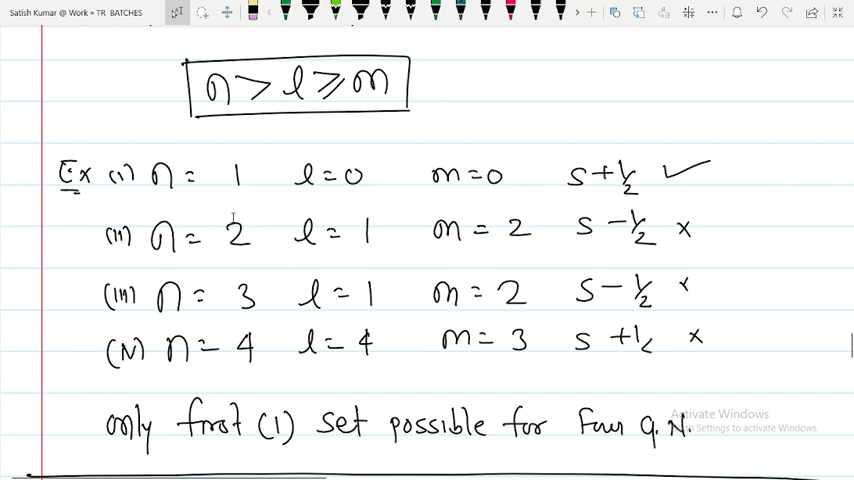 Satish Kumar @ Work » TR BATCHES
n > l ⩾ m
Ex (i) n = 1 l = 0 m = 0 s +1/2 ✓
(ii) n = 2 l = 1 m = 2 s -1/2 ×
(iii) n = 3 l = 1 m = 2 s -1/2 ×
(iv) n = 4 l = 4 m = 3 s +1/2 ×
only first (1) set possible for Four q.N.
Activate Windows
Go to Settings to activate Windows.